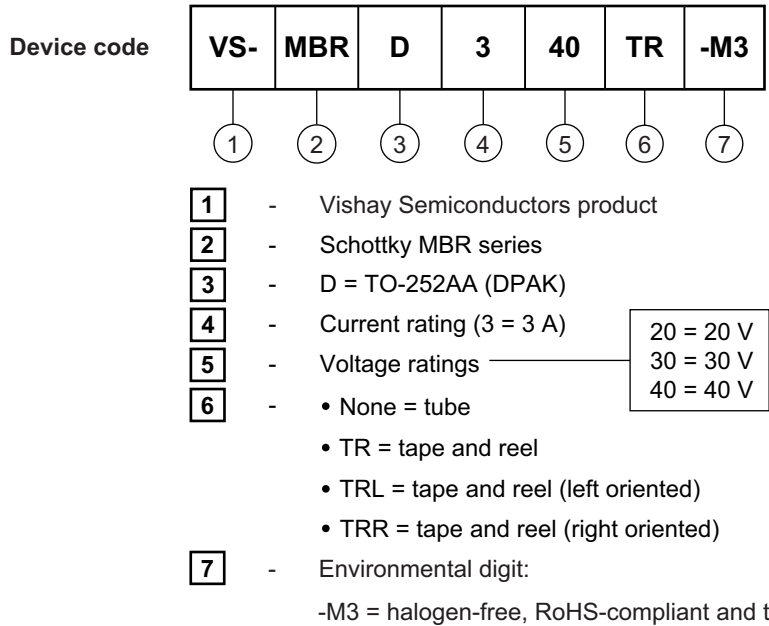 Device code VS- MBR D 3 40 TR -M3
1 2 3 4 5 6 7
1 - Vishay Semiconductors product
2 - Schottky MBR series
3 - D = TO-252AA (DPAK)
4 - Current rating (3 = 3 A)
5 - Voltage ratings
20 = 20 V
30 = 30 V
40 = 40 V
6 - • None = tube
• TR = tape and reel
• TRL = tape and reel (left oriented)
• TRR = tape and reel (right oriented)
7 - Environmental digit:
-M3 = halogen-free, RoHS-compliant and